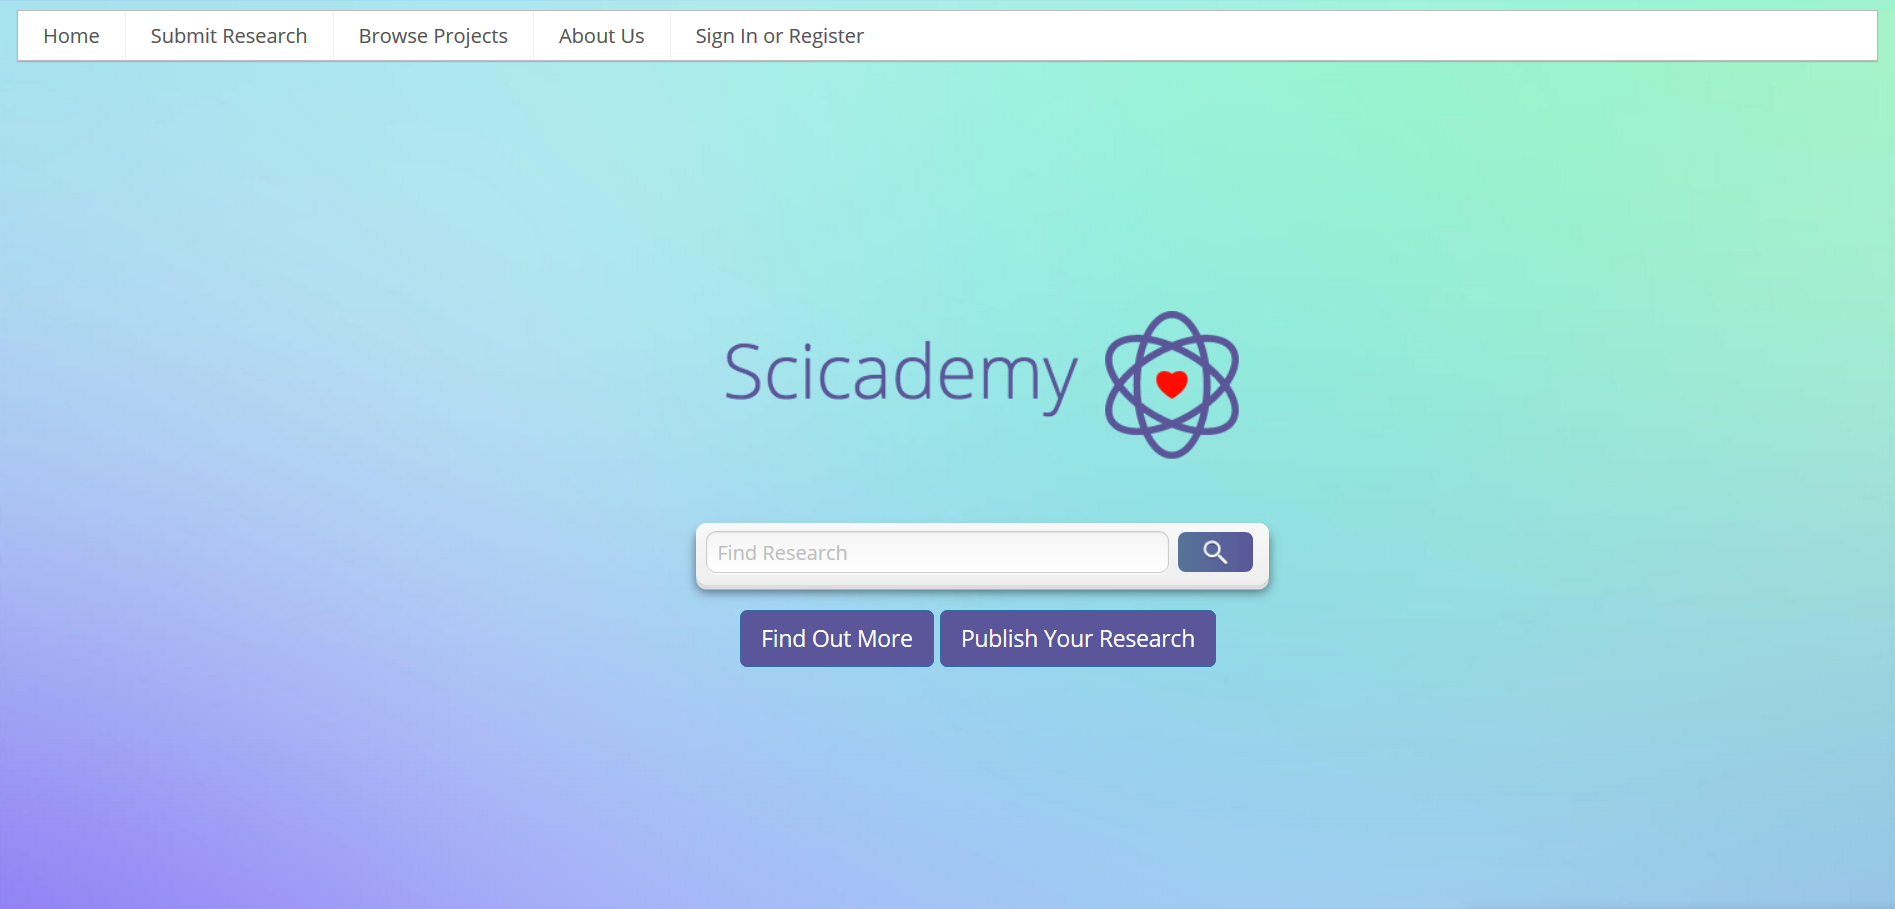 Home Submit Research Browse Projects About Us Sign In or Register
Scicademy
Find Research
Find Out More Publish Your Research